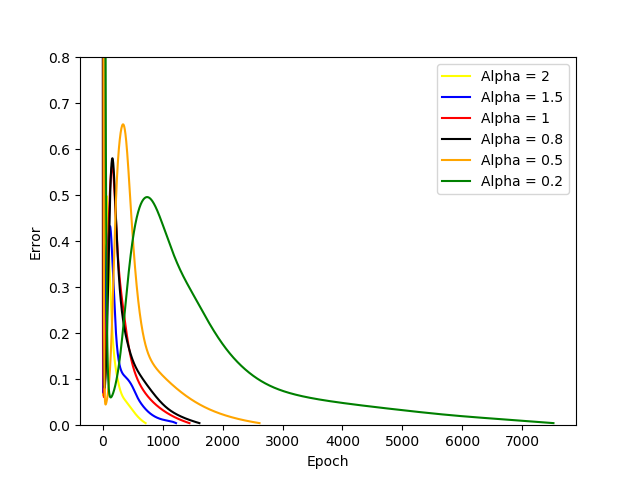 0.8
0.7
0.6
0.5
0.4
0.3
0.2
0.1
0.0
Error
Alpha = 2
Alpha = 1.5
Alpha = 1
Alpha = 0.8
Alpha = 0.5
Alpha = 0.2
0 1000 2000 3000 4000 5000 6000 7000
Epoch